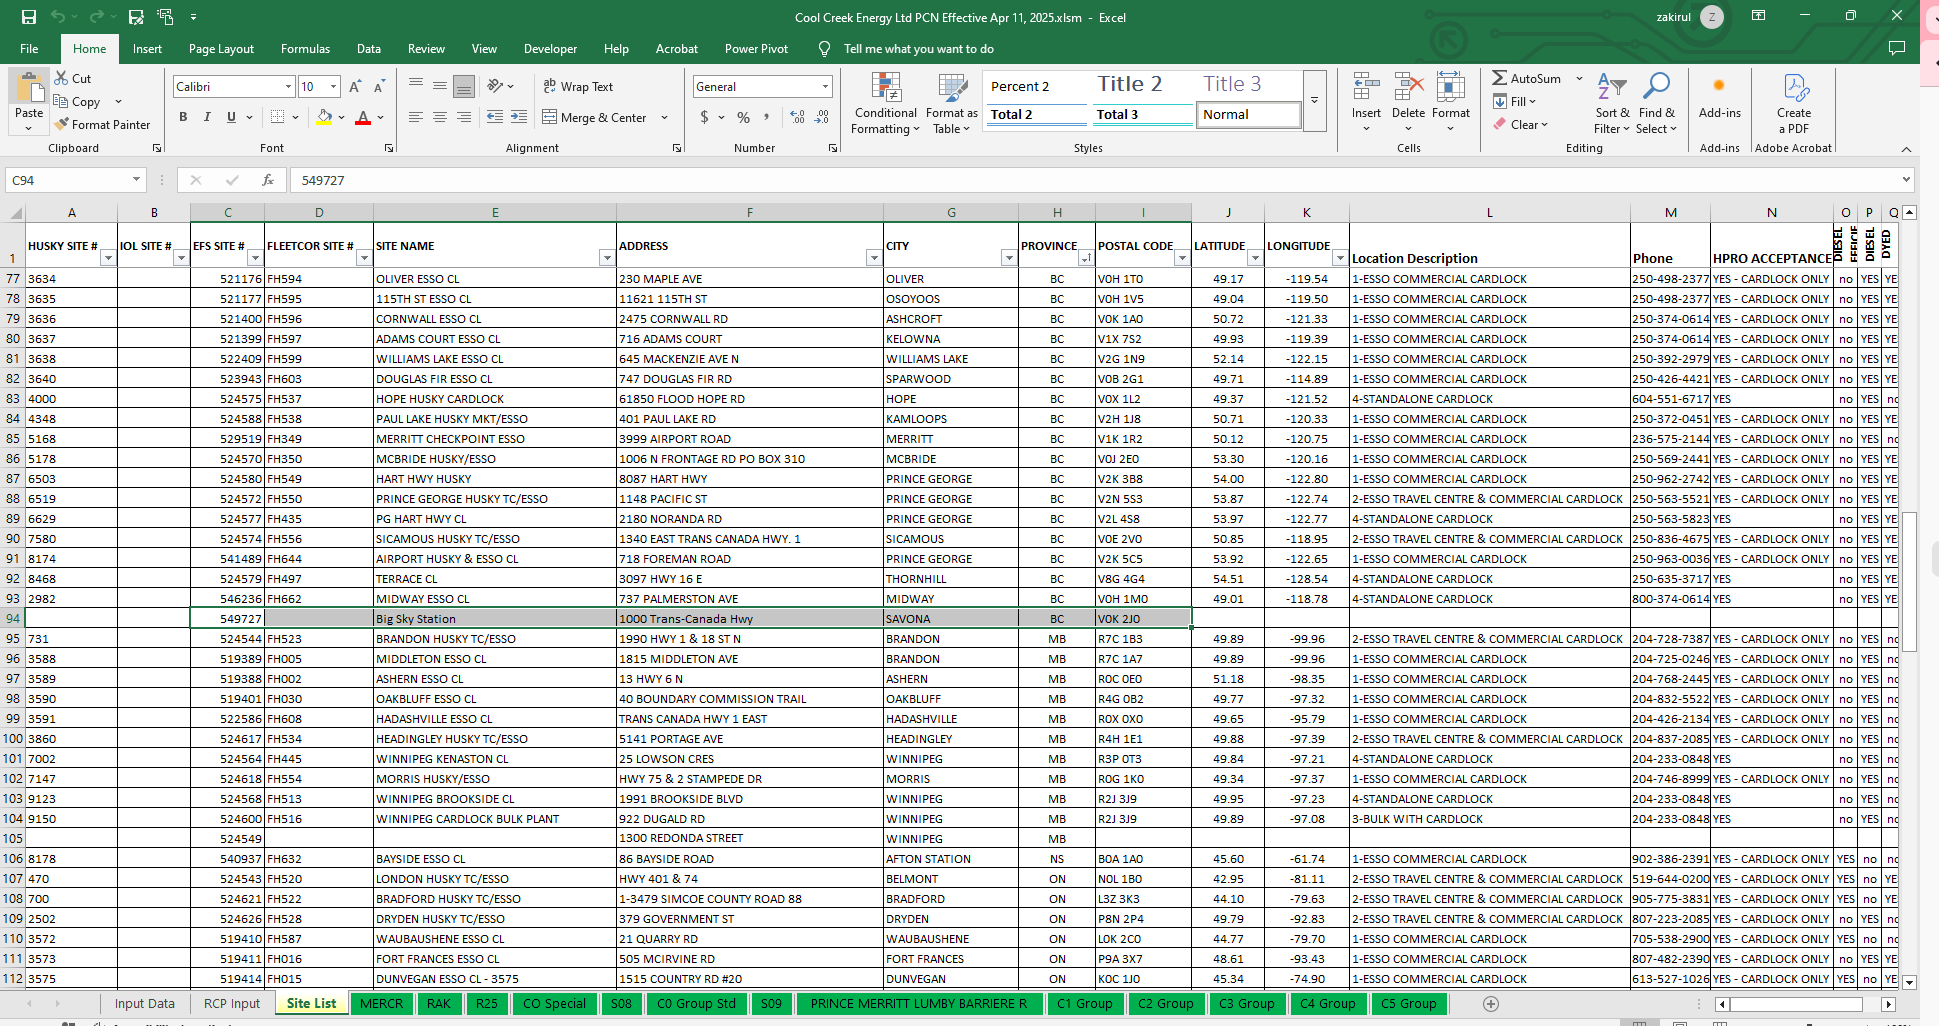 Cool Creek Energy Ltd PCN Effective Apr 11, 2025.xlsm - Excel
zakirul Z
File Home Insert Page Layout Formulas Data Review View Developer Help Acrobat Power Pivot Tell me what you want to do
Paste Cut Copy Format Painter Clipboard
Calibri 10 B I U Font
Wrap Text Merge & Center Alignment
General $ % Number
Conditional Formatting Format as Table Percent 2 Title 2 Title 3 Total 2 Total 3 Normal Styles
Insert Delete Format Cells
AutoSum Fill Clear Sort & Filter Find & Select Editing
Add-ins Add-ins
Create a PDF Adobe Acrobat
C94 fx 549727
A B C D E F G H I J K L M N O P Q
1 HUSKY SITE # IOL SITE # EFS SITE # FLEETCOR SITE # SITE NAME ADDRESS CITY PROVINCE POSTAL CODE LATITUDE LONGITUDE Location Description Phone HPRO ACCEPTANCE DIESEL DIESEL DYED
77 3634 521176 FH594 OLIVER ESSO CL 230 MAPLE AVE OLIVER BC V0H 1T0 49.17 -119.54 1-ESSO COMMERCIAL CARDLOCK 250-498-2377 YES - CARDLOCK ONLY no YES YE
78 3635 521177 FH595 115TH ST ESSO CL 11621 115TH ST OSOYOOS BC V0H 1V5 49.04 -119.50 1-ESSO COMMERCIAL CARDLOCK 250-498-2377 YES - CARDLOCK ONLY no YES YE
79 3636 521400 FH596 CORNWALL ESSO CL 2475 CORNWALL RD ASHCROFT BC V0K 1A0 50.72 -121.33 1-ESSO COMMERCIAL CARDLOCK 250-374-0614 YES - CARDLOCK ONLY no YES YE
80 3637 521399 FH597 ADAMS COURT ESSO CL 716 ADAMS COURT KELOWNA BC V1X 7S2 49.93 -119.39 1-ESSO COMMERCIAL CARDLOCK 250-374-0614 YES - CARDLOCK ONLY no YES YE
81 3638 522409 FH599 WILLIAMS LAKE ESSO CL 645 MACKENZIE AVE N WILLIAMS LAKE BC V2G 1N9 52.14 -122.15 1-ESSO COMMERCIAL CARDLOCK 250-392-2979 YES - CARDLOCK ONLY no YES YE
82 3640 523943 FH603 DOUGLAS FIR ESSO CL 747 DOUGLAS FIR RD SPARWOOD BC V0B 2G1 49.71 -114.89 1-ESSO COMMERCIAL CARDLOCK 250-426-4421 YES - CARDLOCK ONLY no YES YE
83 4000 524575 FH537 HOPE HUSKY CARDLOCK 61850 FLOOD HOPE RD HOPE BC V0X 1L2 49.37 -121.52 4-STANDALONE CARDLOCK 604-551-6717 YES no YES no
84 4348 524588 FH538 PAUL LAKE HUSKY MKT/ESSO 401 PAUL LAKE RD KAMLOOPS BC V2H 1J8 50.71 -120.33 1-ESSO COMMERCIAL CARDLOCK 250-372-0451 YES - CARDLOCK ONLY no YES YE
85 5168 529519 FH349 MERRITT CHECKPOINT ESSO 3999 AIRPORT ROAD MERRITT BC V1K 1R2 50.12 -120.75 1-ESSO COMMERCIAL CARDLOCK 236-575-2144 YES - CARDLOCK ONLY no YES no
86 5178 524570 FH350 MCBRIDE HUSKY/ESSO 1006 N FRONTAGE RD PO BOX 310 MCBRIDE BC V0J 2E0 53.30 -120.16 1-ESSO COMMERCIAL CARDLOCK 250-569-2441 YES - CARDLOCK ONLY no YES YE
87 6503 524580 FH549 HART HWY HUSKY 8087 HART HWY PRINCE GEORGE BC V2K 3B8 54.00 -122.80 1-ESSO COMMERCIAL CARDLOCK 250-962-2742 YES - CARDLOCK ONLY no YES YE
88 6519 524572 FH550 PRINCE GEORGE HUSKY TC/ESSO 1148 PACIFIC ST PRINCE GEORGE BC V2N 5S3 53.87 -122.74 2-ESSO TRAVEL CENTRE & COMMERCIAL CARDLOCK 250-563-5521 YES - CARDLOCK ONLY no YES YE
89 6629 524577 FH435 PG HART HWY CL 2180 NORANDA RD PRINCE GEORGE BC V2L 4S8 53.97 -122.77 4-STANDALONE CARDLOCK 250-563-5823 YES no YES YE
90 7580 524574 FH556 SICAMOUS HUSKY TC/ESSO 1340 EAST TRANS CANADA HWY. 1 SICAMOUS BC V0E 2V0 50.85 -118.95 2-ESSO TRAVEL CENTRE & COMMERCIAL CARDLOCK 250-836-4675 YES - CARDLOCK ONLY no YES YE
91 8174 541489 FH644 AIRPORT HUSKY & ESSO CL 718 FOREMAN ROAD PRINCE GEORGE BC V2K 5C5 53.92 -122.65 1-ESSO COMMERCIAL CARDLOCK 250-963-0036 YES - CARDLOCK ONLY no YES YE
92 8468 524579 FH497 TERRACE CL 3097 HWY 16 E THORNHILL BC V8G 4G4 54.51 -128.54 4-STANDALONE CARDLOCK 250-635-3717 YES no YES YE
93 2982 546236 FH662 MIDWAY ESSO CL 737 PALMERSTON AVE MIDWAY BC V0H 1M0 49.01 -118.78 4-STANDALONE CARDLOCK 800-374-0614 YES no YES YE
94 549727 Big Sky Station 1000 Trans-Canada Hwy SAVONA BC V0K 2J0
95 731 524544 FH523 BRANDON HUSKY TC/ESSO 1990 HWY 1 & 18 ST N BRANDON MB R7C 1B3 49.89 -99.96 2-ESSO TRAVEL CENTRE & COMMERCIAL CARDLOCK 204-728-7387 YES - CARDLOCK ONLY no YES no
96 3588 519389 FH005 MIDDLETON ESSO CL 1815 MIDDLETON AVE BRANDON MB R7C 1A7 49.89 -99.96 1-ESSO COMMERCIAL CARDLOCK 204-725-0246 YES - CARDLOCK ONLY no YES no
97 3589 519388 FH002 ASHERN ESSO CL 13 HWY 6 N ASHERN MB R0C 0E0 51.18 -98.35 1-ESSO COMMERCIAL CARDLOCK 204-768-2445 YES - CARDLOCK ONLY no YES no
98 3590 519401 FH030 OAKBLUFF ESSO CL 40 BOUNDARY COMMISSION TRAIL OAKBLUFF MB R4G 0B2 49.77 -97.32 1-ESSO COMMERCIAL CARDLOCK 204-832-5522 YES - CARDLOCK ONLY no YES no
99 3591 522586 FH608 HADASHVILLE ESSO CL TRANS CANADA HWY 1 EAST HADASHVILLE MB R0X 0X0 49.65 -95.79 1-ESSO COMMERCIAL CARDLOCK 204-426-2134 YES - CARDLOCK ONLY no YES no
100 3860 524617 FH534 HEADINGLEY HUSKY TC/ESSO 5141 PORTAGE AVE HEADINGLEY MB R4H 1E1 49.88 -97.39 2-ESSO TRAVEL CENTRE & COMMERCIAL CARDLOCK 204-837-2085 YES - CARDLOCK ONLY no YES no
101 7002 524564 FH445 WINNIPEG KENASTON CL 25 LOWSON CRES WINNIPEG MB R3P 0T3 49.84 -97.21 4-STANDALONE CARDLOCK 204-233-0848 YES no YES no
102 7147 524618 FH554 MORRIS HUSKY/ESSO HWY 75 & 2 STAMPEDE DR MORRIS MB R0G 1K0 49.34 -97.37 1-ESSO COMMERCIAL CARDLOCK 204-746-8999 YES - CARDLOCK ONLY no YES no
103 9123 524568 FH513 WINNIPEG BROOKSIDE CL 1991 BROOKSIDE BLVD WINNIPEG MB R2J 3J9 49.95 -97.23 4-STANDALONE CARDLOCK 204-233-0848 YES no YES no
104 9150 524600 FH516 WINNIPEG CARDLOCK BULK PLANT 922 DUGALD RD WINNIPEG MB R2J 3J9 49.89 -97.08 3-BULK WITH CARDLOCK 204-233-0848 YES no YES no
105 524549 1300 REDONDA STREET WINNIPEG MB
106 8178 540937 FH632 BAYSIDE ESSO CL 86 BAYSIDE ROAD AFTON STATION NS B0A 1A0 45.60 -61.74 1-ESSO COMMERCIAL CARDLOCK 902-386-2391 YES - CARDLOCK ONLY YES no no
107 470 524543 FH520 LONDON HUSKY TC/ESSO HWY 401 & 74 BELMONT ON N0L 1B0 42.95 -81.11 2-ESSO TRAVEL CENTRE & COMMERCIAL CARDLOCK 519-644-0200 YES - CARDLOCK ONLY YES no YE
108 700 524621 FH522 BRADFORD HUSKY TC/ESSO 1-3479 SIMCOE COUNTY ROAD 88 BRADFORD ON L3Z 3K3 44.10 -79.63 2-ESSO TRAVEL CENTRE & COMMERCIAL CARDLOCK 905-775-3831 YES - CARDLOCK ONLY YES YES no
109 2502 524626 FH528 DRYDEN HUSKY TC/ESSO 379 GOVERNMENT ST DRYDEN ON P8N 2P4 49.79 -92.83 2-ESSO TRAVEL CENTRE & COMMERCIAL CARDLOCK 807-223-2085 YES - CARDLOCK ONLY no YES no
110 3572 519410 FH587 WAUBAUSHENE ESSO CL 21 QUARRY RD WAUBAUSHENE ON L0K 2C0 44.77 -79.70 1-ESSO COMMERCIAL CARDLOCK 705-538-2900 YES - CARDLOCK ONLY YES no no
111 3573 519411 FH016 FORT FRANCES ESSO CL 505 MCIRVINE RD FORT FRANCES ON P9A 3X7 48.61 -93.43 1-ESSO COMMERCIAL CARDLOCK 807-482-2390 YES - CARDLOCK ONLY no YES YE
112 3575 519414 FH015 DUNVEGAN ESSO CL - 3575 1515 COUNTRY RD #20 DUNVEGAN ON K0C 1J0 45.34 -74.90 1-ESSO COMMERCIAL CARDLOCK 613-527-1026 YES - CARDLOCK ONLY YES no YE
Input Data RCP Input Site List MERCR RAK R25 CO Special S08 C0 Group Std S09 PRINCE MERRITT LUMBY BARRIERE R C1 Group C2 Group C3 Group C4 Group C5 Group